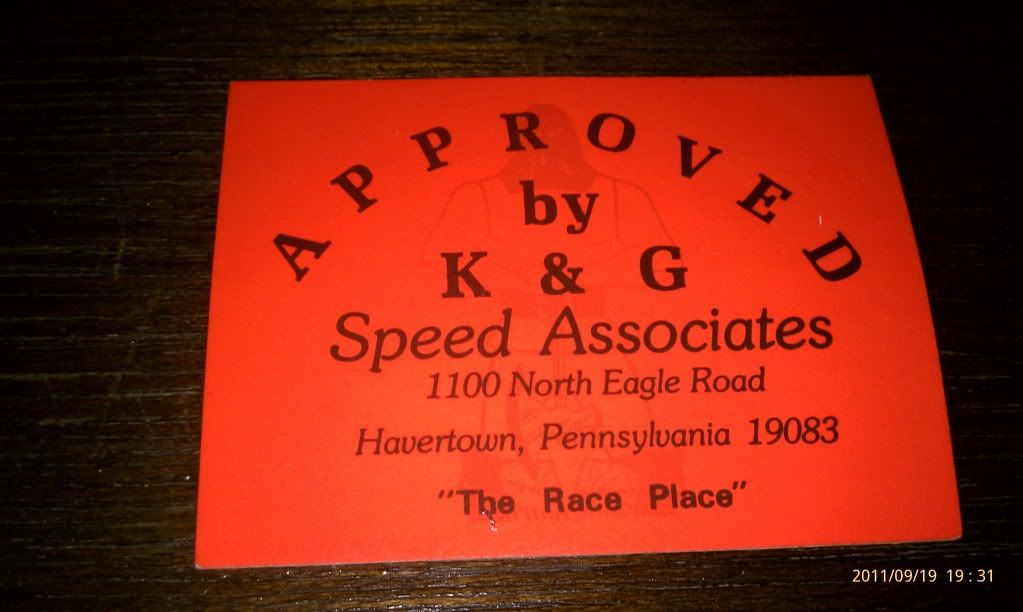 APPROVED
by
K & G
Speed Associates
1100 North Eagle Road
Havertown, Pennsylvania 19083
"The Race Place"
2011/09/19 19:31